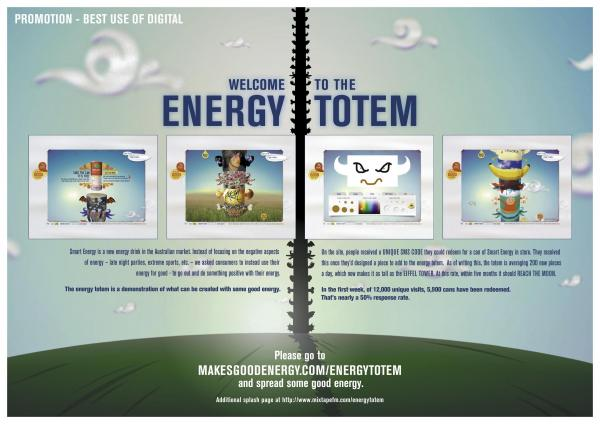 PROMOTION - BEST USE OF DIGITAL
WELCOME TO THE
ENERGY TOTEM
Smart Energy is a new energy drink in the Australian market. Instead of focusing on the negative aspects
of energy – late night parties, extreme sports, etc. – we asked consumers to instead use their
energy for good - to go out and do something positive with their energy.
The energy totem is a demonstration of what can be created with some good energy.
On the site, people received a UNIQUE SMS CODE they could redeem for a can of Smart Energy in store. They received
this once they'd designed a piece to add to the energy totem. As of writing this, the totem is averaging 200 new pieces
a day, which now makes it as tall as the EIFFEL TOWER. At this rate, within five months it should REACH THE MOON.
In the first week, of 12,000 unique visits, 5,900 cans have been redeemed.
That's nearly a 50% response rate.
Please go to
MAKESGOODENERGY.COM/ENERGYTOTEM
and spread some good energy.
Additional splash page at http://www.mixtapefm.com/energytotem